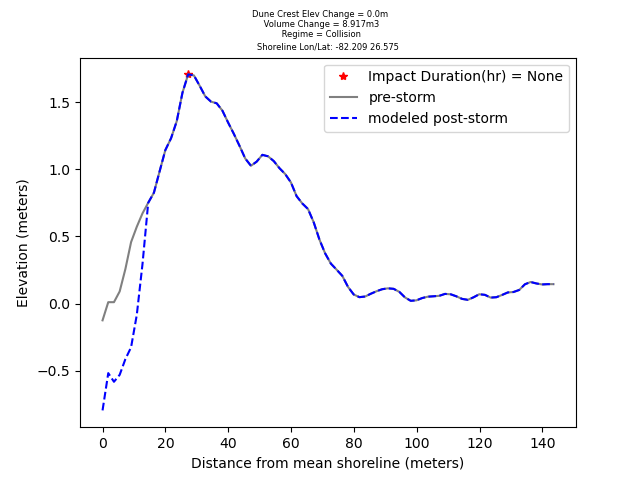 Dune Crest Elev Change = 0.0m
Volume Change = 8.917m3
Regime = Collision
Shoreline Lon/Lat: -82.209 26.575
Impact Duration(hr) = None
pre-storm
modeled post-storm
Elevation (meters)
1.5
1.0
0.5
0.0
−0.5
0 20 40 60 80 100 120 140
Distance from mean shoreline (meters)